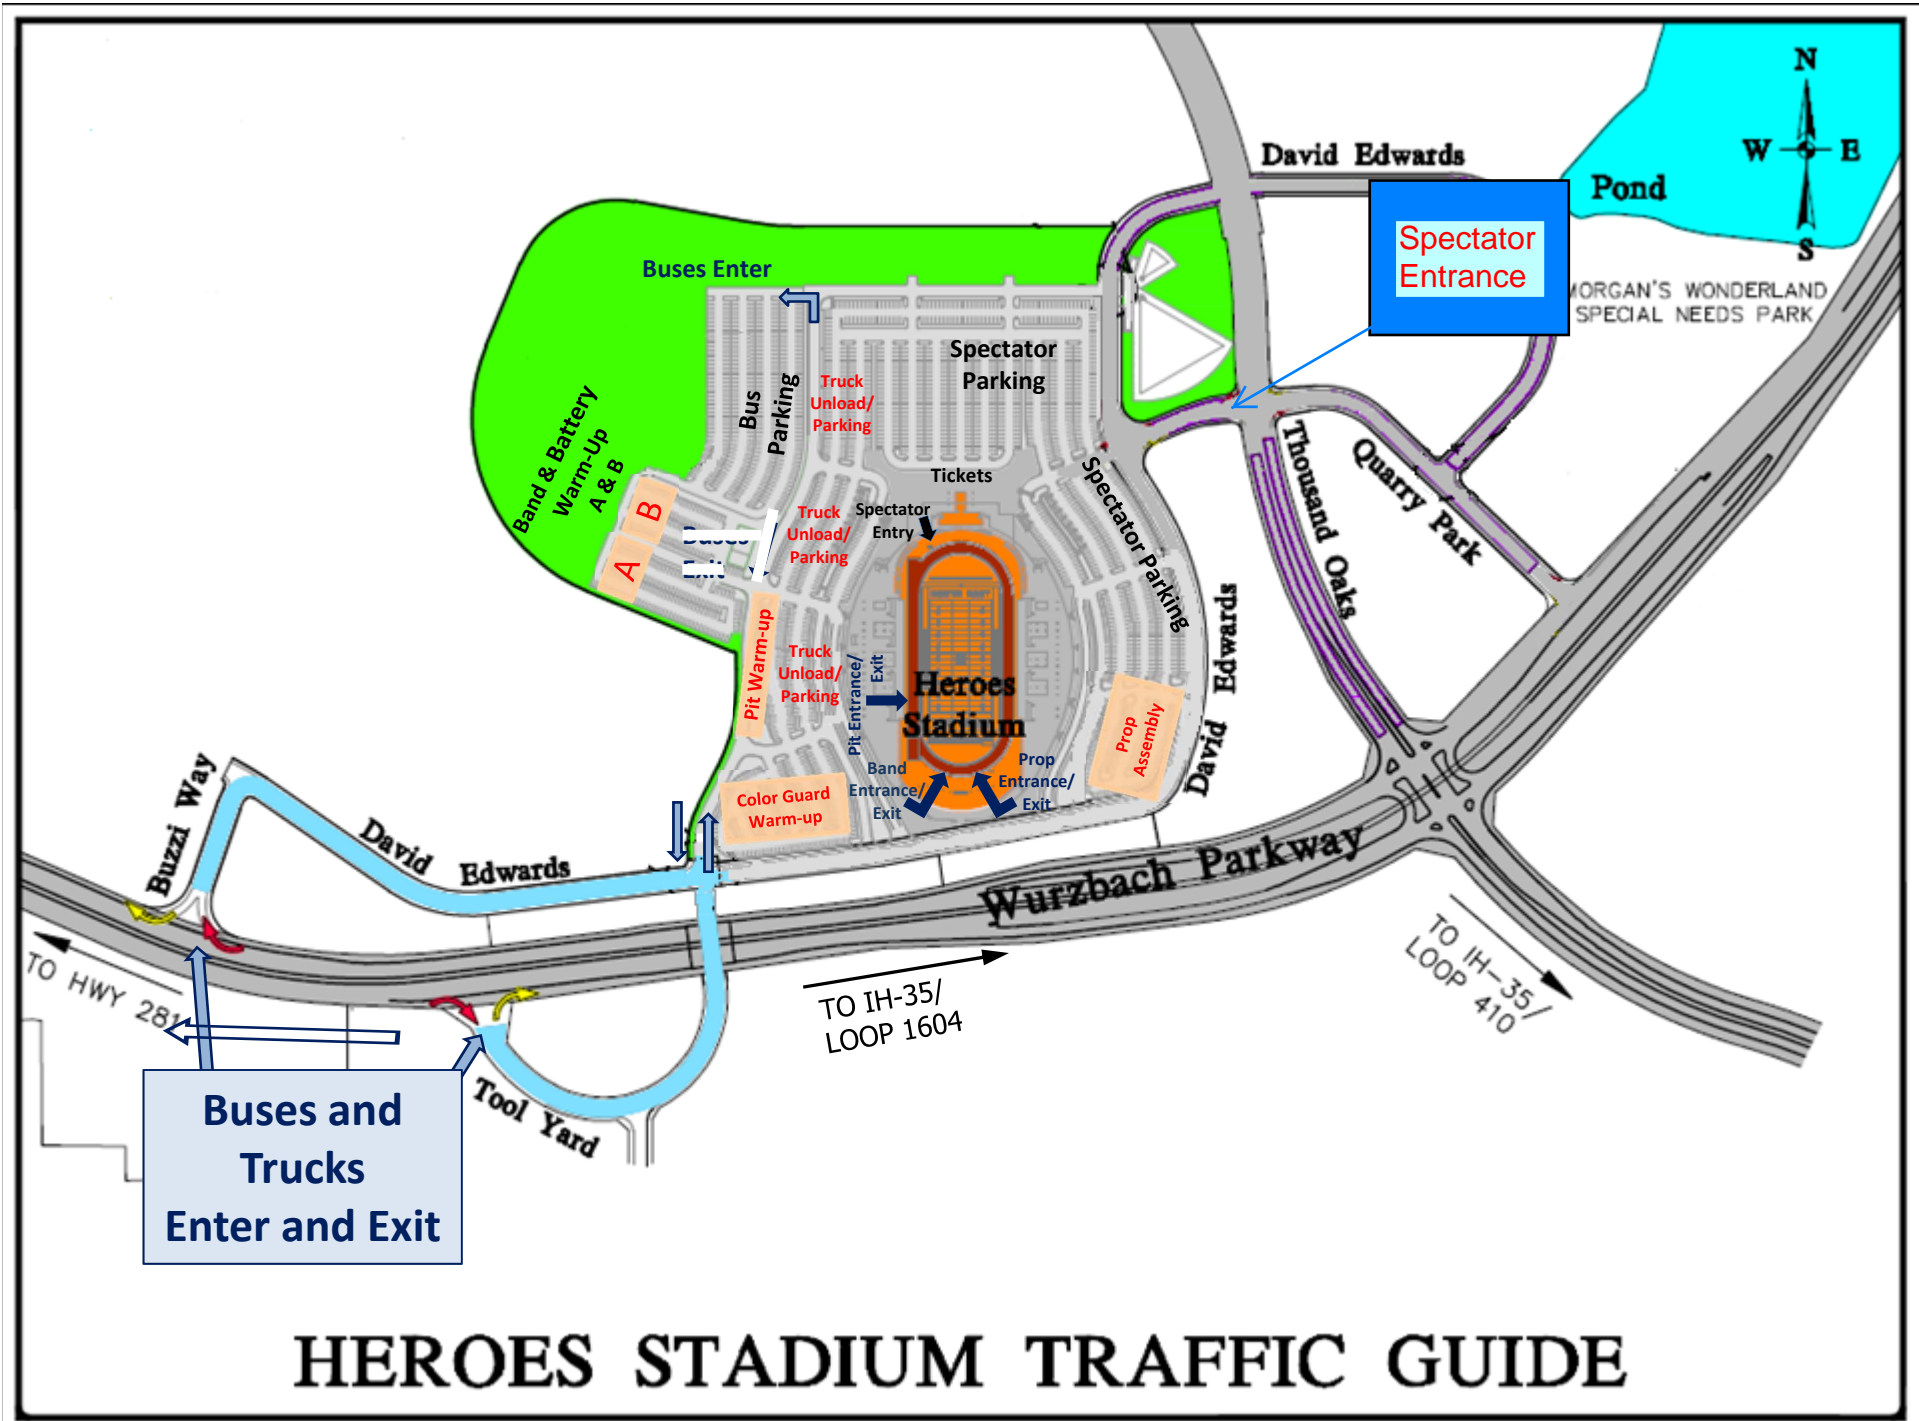 N
W
E
S
David Edwards
Pond
Spectator
Entrance
MORGAN'S WONDERLAND
SPECIAL NEEDS PARK
Buses Enter
Spectator
Parking
Bus
Parking
Truck
Unload/
Parking
Band & Battery
Warm-Up
A & B
B
A
Buses
Exit
Truck
Unload/
Parking
Tickets
Spectator
Entry
Spectator Parking
Thousand Oaks
Quarry Park
David Edwards
Pit Warm-up
Truck
Unload/
Parking
Pit Entrance/
Exit
Heroes
Stadium
Prop
Assembly
Color Guard
Warm-up
Band
Entrance/
Exit
Prop
Entrance/
Exit
Buzzi Way
David Edwards
Wurzbach Parkway
TO HWY 281
TO IH-35/
LOOP 1604
TO IH-35/
LOOP 410
Tool Yard
Buses and
Trucks
Enter and Exit
HEROES STADIUM TRAFFIC GUIDE